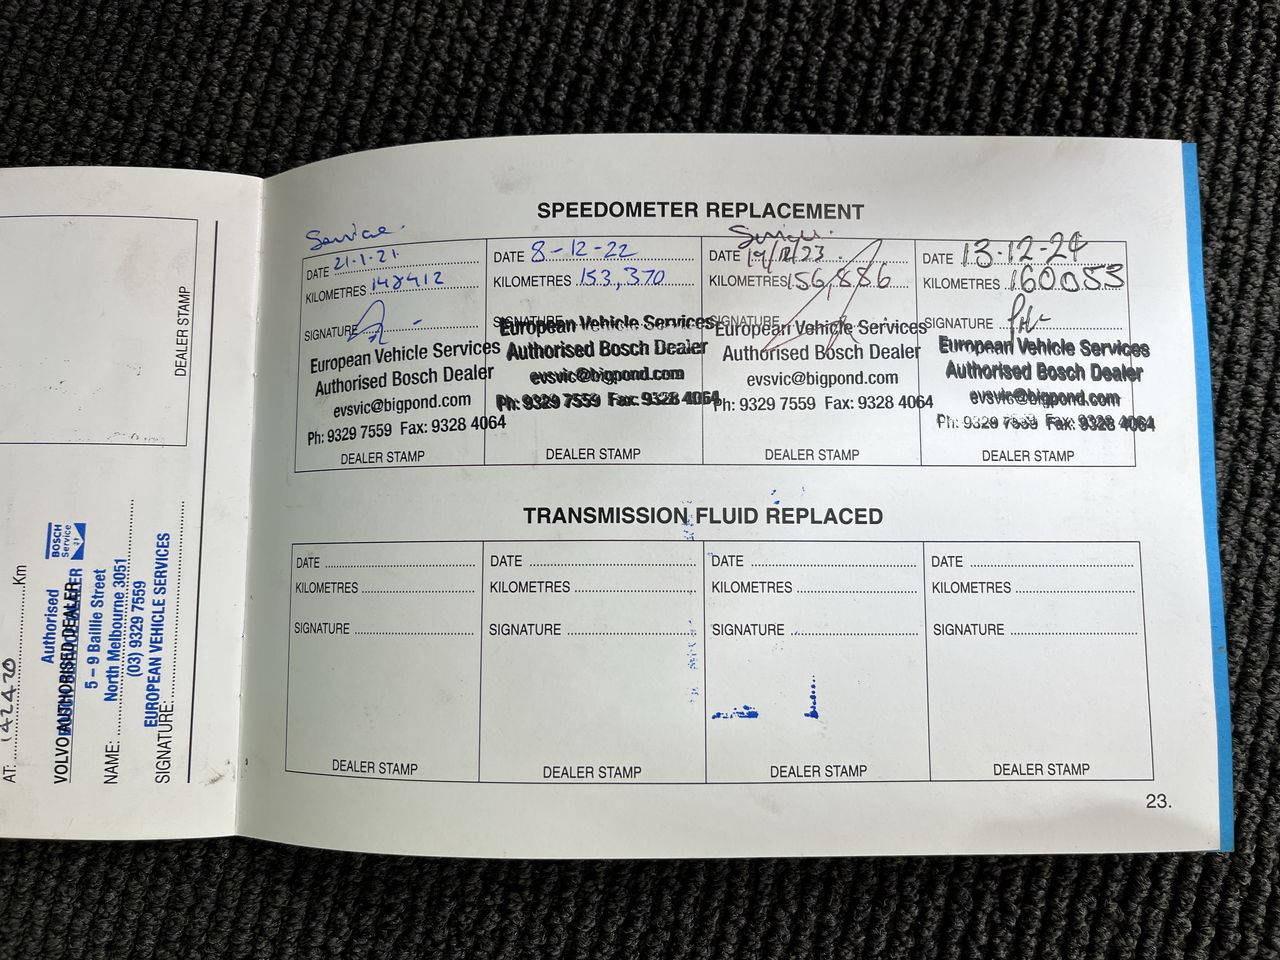 DEALER STAMP
AT: 142420 Km
Authorised
BOSCH
Service
VOLVO AUTHORISED DEALER
5 – 9 Baillie Street
North Melbourne 3051
NAME:
(03) 9329 7559
EUROPEAN VEHICLE SERVICES
SIGNATURE:
SPEEDOMETER REPLACEMENT
Service.
DATE 21-1-21
KILOMETRES 148412
SIGNATURE
European Vehicle Services
Authorised Bosch Dealer
evsvic@bigpond.com
Ph: 9329 7559 Fax: 9328 4064
DEALER STAMP
DATE 8-12-22
KILOMETRES 153,370
SIGNATURE
European Vehicle Services
Authorised Bosch Dealer
evsvic@bigpond.com
Ph: 9329 7559 Fax: 9328 4064
DEALER STAMP
Service.
DATE /12/23
KILOMETRES 156,886
SIGNATURE
European Vehicle Services
Authorised Bosch Dealer
evsvic@bigpond.com
Ph: 9329 7559 Fax: 9328 4064
DEALER STAMP
DATE 13-12-24
KILOMETRES 160053
SIGNATURE
European Vehicle Services
Authorised Bosch Dealer
evsvic@bigpond.com
Ph: 9329 7559 Fax: 9328 4064
DEALER STAMP
TRANSMISSION FLUID REPLACED
DATE
KILOMETRES
SIGNATURE
DEALER STAMP
DATE
KILOMETRES
SIGNATURE
DEALER STAMP
DATE
KILOMETRES
SIGNATURE
DEALER STAMP
DATE
KILOMETRES
SIGNATURE
DEALER STAMP
23.